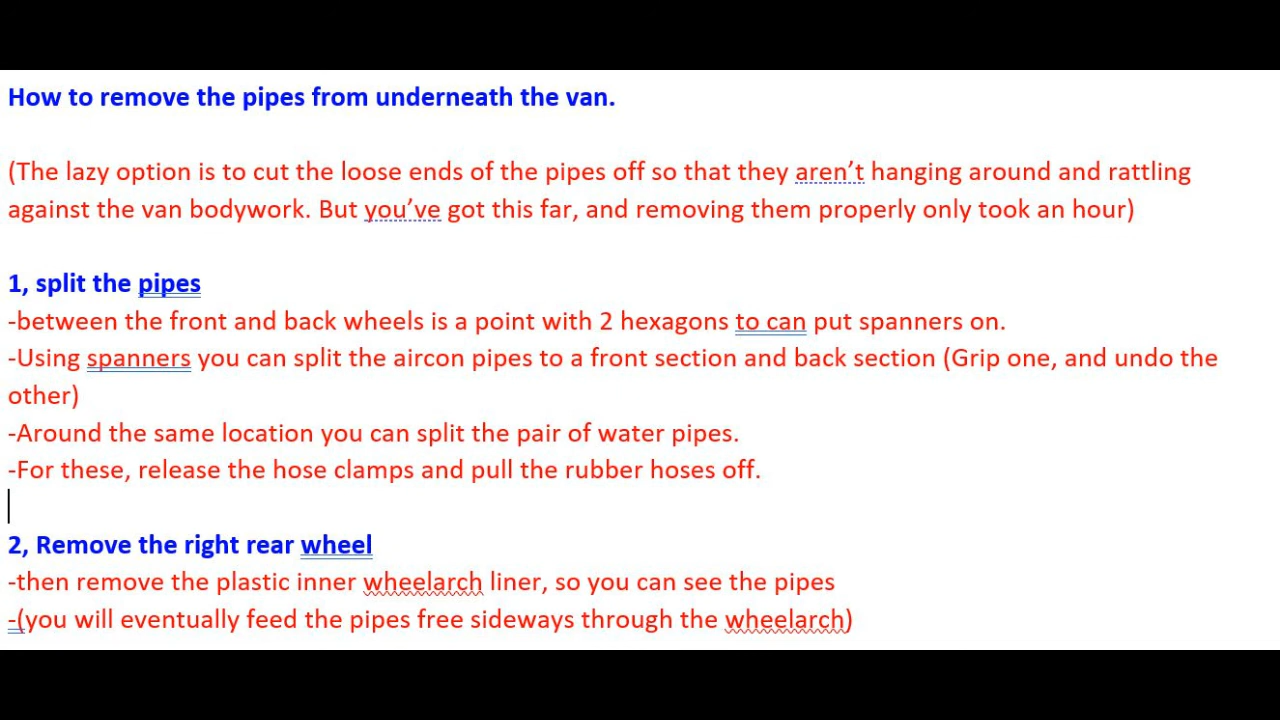 How to remove the pipes from underneath the van.
(The lazy option is to cut the loose ends of the pipes off so that they aren’t hanging around and rattling
against the van bodywork. But you’ve got this far, and removing them properly only took an hour)
1, split the pipes
-between the front and back wheels is a point with 2 hexagons to can put spanners on.
-Using spanners you can split the aircon pipes to a front section and back section (Grip one, and undo the
other)
-Around the same location you can split the pair of water pipes.
-For these, release the hose clamps and pull the rubber hoses off.
2, Remove the right rear wheel
-then remove the plastic inner wheelarch liner, so you can see the pipes
-(you will eventually feed the pipes free sideways through the wheelarch)